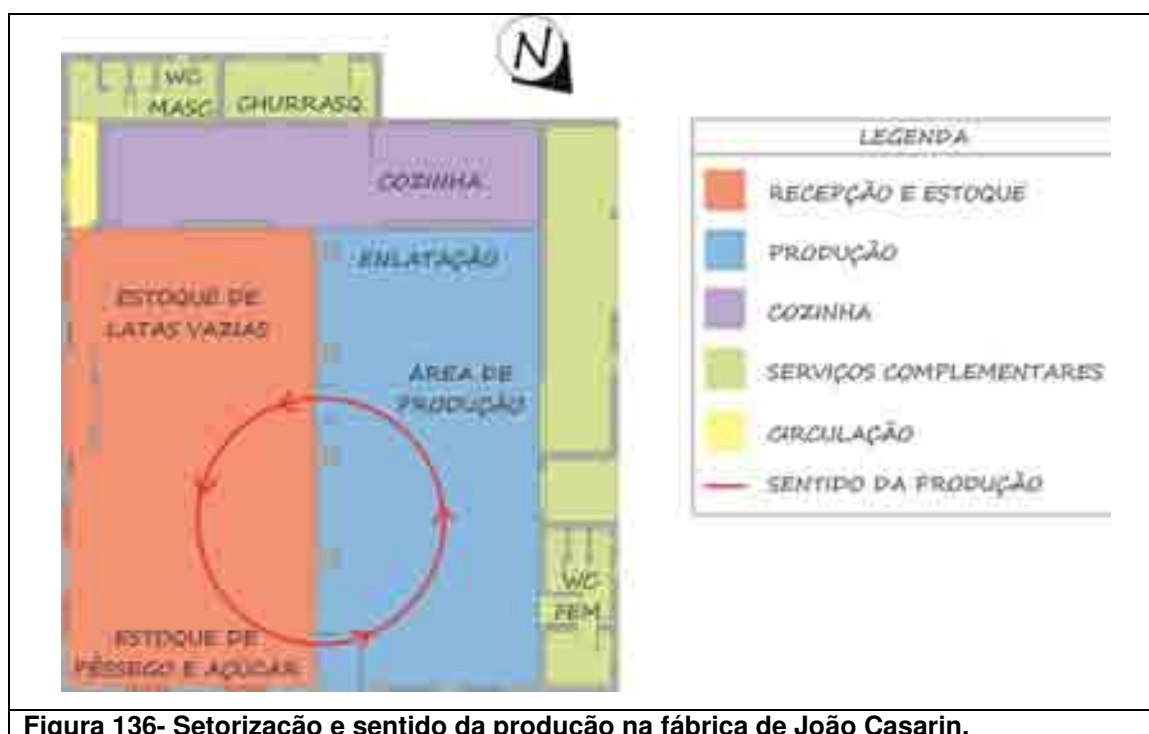 N
WC
MASC.
CHURRASQ.
COZINHA
ENLATAÇÃO
ESTOQUE DE
LATAS VAZIAS
ÁREA DE
PRODUÇÃO
WC
FEM
ESTOQUE DE
PÊSSEGO E AÇÚCAR
LEGENDA
RECEPÇÃO E ESTOQUE
PRODUÇÃO
COZINHA
SERVIÇOS COMPLEMENTARES
CIRCULAÇÃO
SENTIDO DA PRODUÇÃO
Figura 136- Setorização e sentido da produção na fábrica de João Casarin.